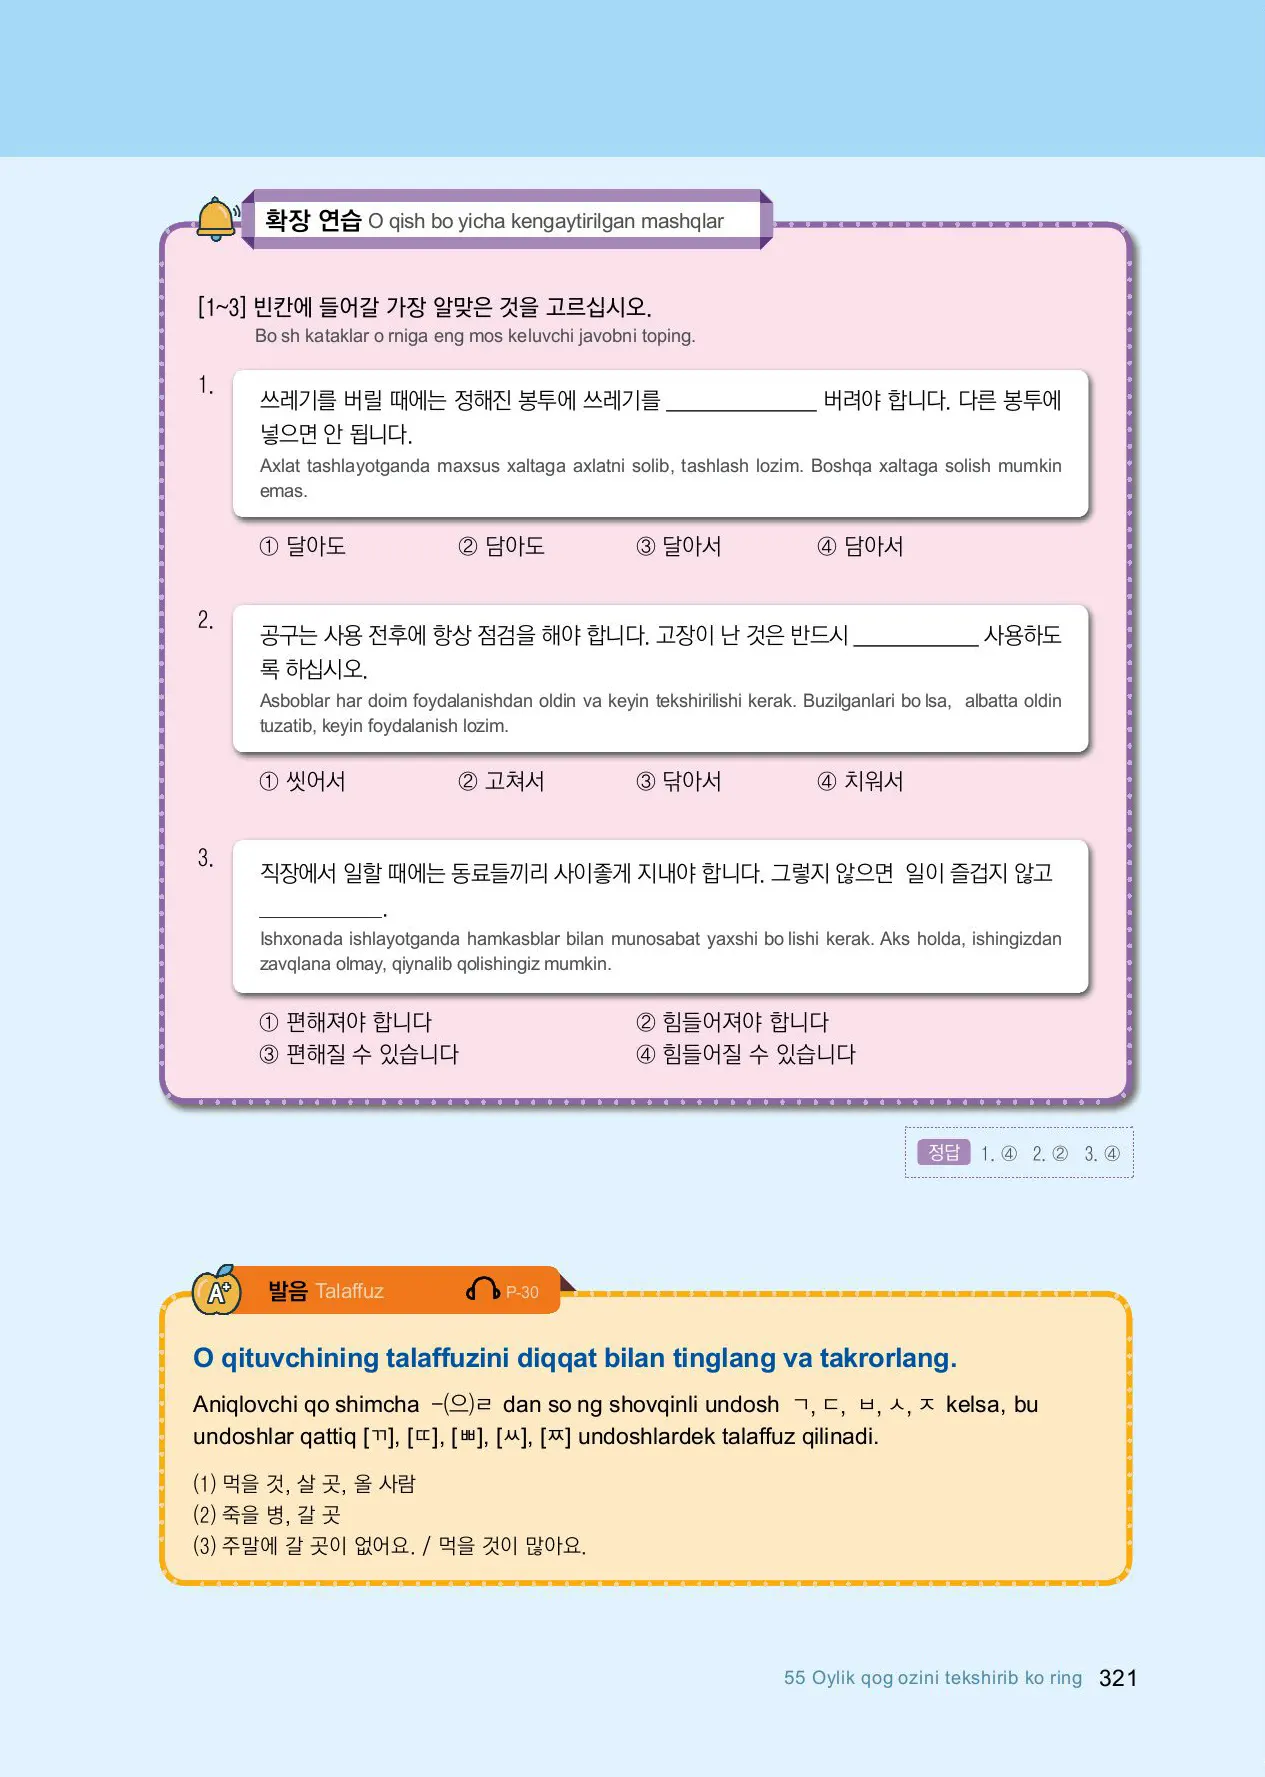 확장 연습 O qish bo yicha kengaytirilgan mashqlar
[1~3] 빈칸에 들어갈 가장 알맞은 것을 고르십시오.
Bo sh kataklar o rniga eng mos keluvchi javobni toping.
1.
쓰레기를 버릴 때에는 정해진 봉투에 쓰레기를 ____________ 버려야 합니다. 다른 봉투에
넣으면 안 됩니다.
Axlat tashlayotganda maxsus xaltaga axlatni solib, tashlash lozim. Boshqa xaltaga solish mumkin
emas.
① 달아도 ② 담아도 ③ 달아서 ④ 담아서
2.
공구는 사용 전후에 항상 점검을 해야 합니다. 고장이 난 것은 반드시 __________ 사용하도
록 하십시오.
Asboblar har doim foydalanishdan oldin va keyin tekshirilishi kerak. Buzilganlari bo lsa, albatta oldin
tuzatib, keyin foydalanish lozim.
① 씻어서 ② 고쳐서 ③ 닦아서 ④ 치워서
3.
직장에서 일할 때에는 동료들끼리 사이좋게 지내야 합니다. 그렇지 않으면 일이 즐겁지 않고
__________.
Ishxonada ishlayotganda hamkasblar bilan munosabat yaxshi bo lishi kerak. Aks holda, ishingizdan
zavqlana olmay, qiynalib qolishingiz mumkin.
① 편해져야 합니다 ② 힘들어져야 합니다
③ 편해질 수 있습니다 ④ 힘들어질 수 있습니다
정답 1. ④ 2. ② 3. ④
A+ 발음 Talaffuz P-30
O qituvchining talaffuzini diqqat bilan tinglang va takrorlang.
Aniqlovchi qo shimcha -(으)ㄹ dan so ng shovqinli undosh ㄱ, ㄷ, ㅂ, ㅅ, ㅈ kelsa, bu
undoshlar qattiq [ㄲ], [ㄸ], [ㅃ], [ㅆ], [ㅉ] undoshlardek talaffuz qilinadi.
(1) 먹을 것, 살 곳, 올 사람
(2) 죽을 병, 갈 곳
(3) 주말에 갈 곳이 없어요. / 먹을 것이 많아요.
55 Oylik qog ozini tekshirib ko ring 321